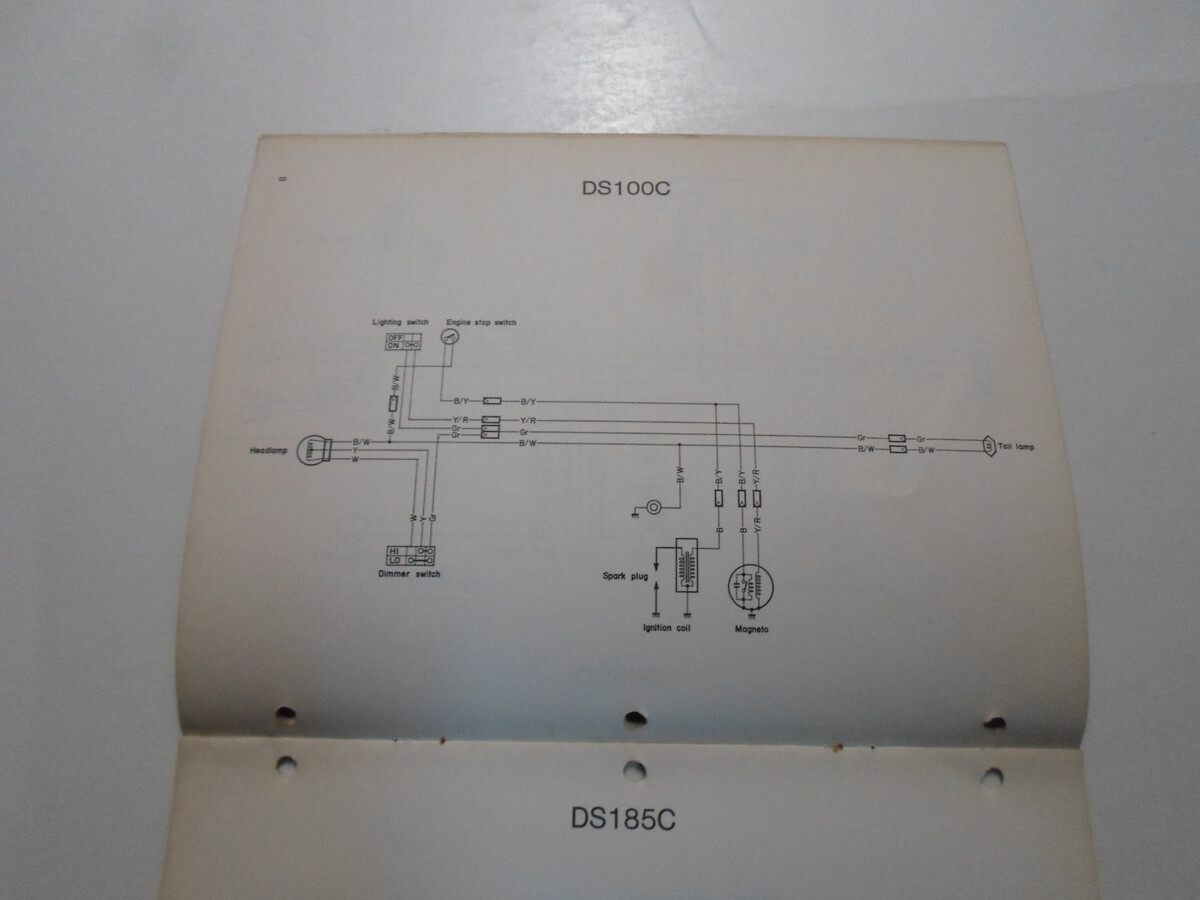 8
DS100C
Lighting switch
Engine stop switch
OFF
ON
B/W
B/W
B/Y
B/Y
Y/R
Y/R
Gr
Gr
Gr
B/W
Gr
Gr
B/W
B/W
Tail lamp
Headlamp
B/W
Y
W
B/W
B/Y
B/Y
Y/R
W
Y
Gr
B
B
Y/R
HI
LO
Dimmer switch
Spark plug
Ignition coil
Magneto
DS185C